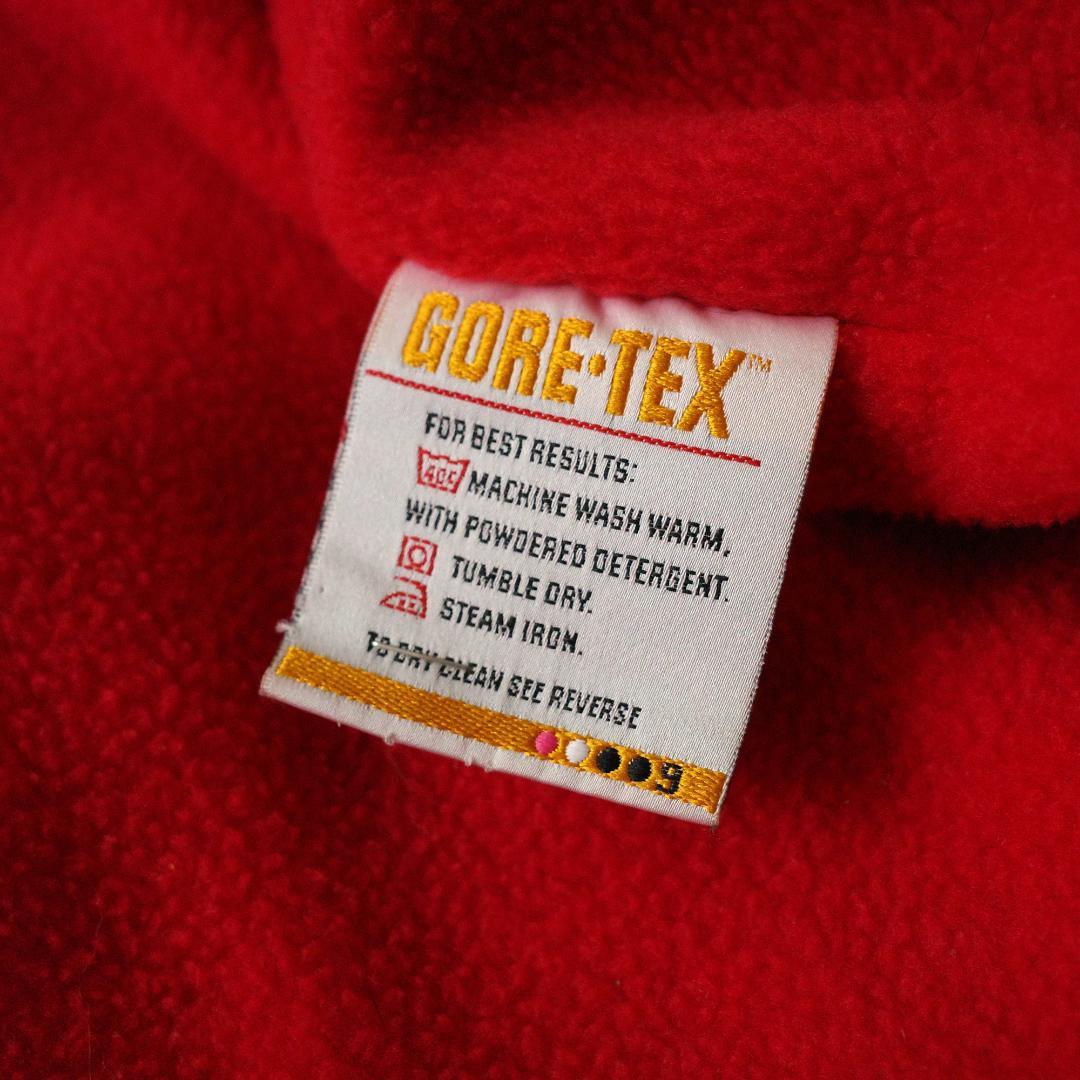 GORE·TEX™
FOR BEST RESULTS:
40C MACHINE WASH WARM,
WITH POWDERED DETERGENT.
TUMBLE DRY.
STEAM IRON.
TO DRY CLEAN SEE REVERSE
9